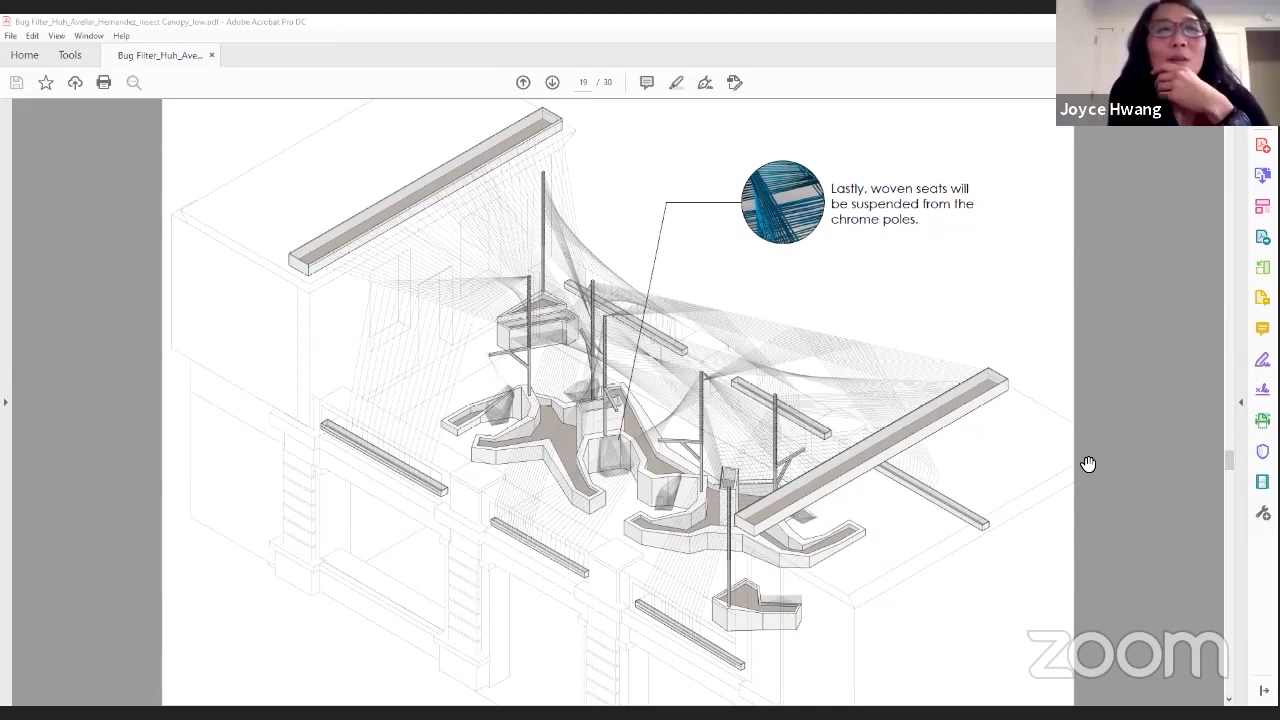 Bug Filter_Huh_Avellar_Hernandez_Insect Canopy_low.pdf - Adobe Acrobat Pro DC
File Edit View Window Help
Home Tools Bug Filter_Huh_Ave... ×
19 / 30
Joyce Hwang
Lastly, woven seats will
be suspended from the
chrome poles.
zoom